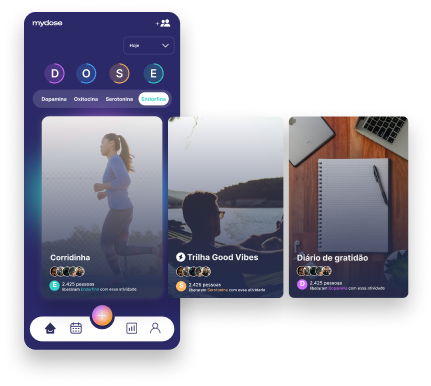 mydose
Hoje
D O S E
Dopamina Oxitocina Serotonina Endorfina
Corridinha
E 2.425 pessoas
liberaram Endorfina com essa atividade
Trilha Good Vibes
S 2.425 pessoas
liberaram Serotonina com essa atividade
Diário de gratidão
D 2.425 pessoas
liberaram Dopamina com essa atividade